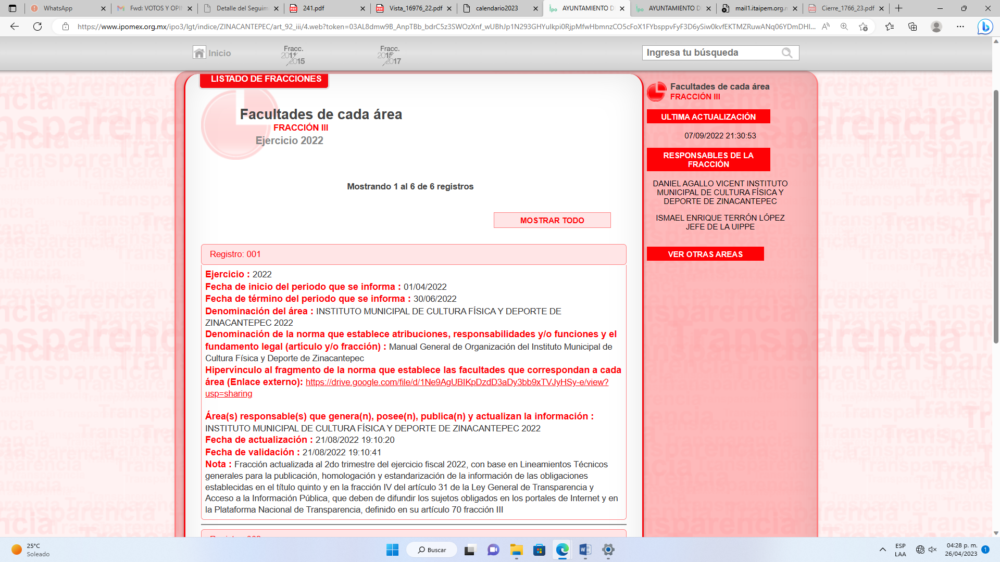 WhatsApp
Fwd: VOTOS Y OPI
Detalle del Seguim
241.pdf
Vista_16976_22.pdf
calendario2023
AYUNTAMIENTO D
AYUNTAMIENTO D
mail1.itaipem.org.m
Cierre_1766_23.pdf
https://www.ipomex.org.mx/ipo3/lgt/indice/ZINACANTEPEC/art_92_iii/4.web?token=03AL8dmw9B_AnpTBb_bdrC5z3SWOzXnf_wUBhJp1N293GHYulkpi0RjpMfwHbmnzCO5cFoX1FYbsppvFyF3D6ySiw0kvfEKTMZRuwANq06YDmDHI...
Inicio
Fracc.
2011
2015
Fracc.
2015
2017
Ingresa tu búsqueda
LISTADO DE FRACCIONES
Facultades de cada área
FRACCIÓN III
Ejercicio 2022
Mostrando 1 al 6 de 6 registros
MOSTRAR TODO
Registro: 001
Ejercicio : 2022
Fecha de inicio del periodo que se informa : 01/04/2022
Fecha de término del periodo que se informa : 30/06/2022
Denominación del área : INSTITUTO MUNICIPAL DE CULTURA FÍSICA Y DEPORTE DE
ZINACANTEPEC 2022
Denominación de la norma que establece atribuciones, responsabilidades y/o funciones y el
fundamento legal (artículo y/o fracción) : Manual General de Organización del Instituto Municipal de
Cultura Física y Deporte de Zinacantepec
Hipervínculo al fragmento de la norma que establece las facultades que correspondan a cada
área (Enlace externo): https://drive.google.com/file/d/1Ne9AgUBIKpDzdD3aDy3bb9xTVJyHSy-e/view?
usp=sharing
Área(s) responsable(s) que genera(n), posee(n), publica(n) y actualizan la información :
INSTITUTO MUNICIPAL DE CULTURA FÍSICA Y DEPORTE DE ZINACANTEPEC 2022
Fecha de actualización : 21/08/2022 19:10:20
Fecha de validación : 21/08/2022 19:10:41
Nota : Fracción actualizada al 2do trimestre del ejercicio fiscal 2022, con base en Lineamientos Técnicos
generales para la publicación, homologación y estandarización de la información de las obligaciones
establecidas en el título quinto y en la fracción IV del artículo 31 de la Ley General de Transparencia y
Acceso a la Información Pública, que deben de difundir los sujetos obligados en los portales de Internet y en
la Plataforma Nacional de Transparencia, definido en su artículo 70 fracción III
Facultades de cada área
FRACCIÓN III
ULTIMA ACTUALIZACIÓN
07/09/2022 21:30:53
RESPONSABLES DE LA
FRACCIÓN
DANIEL AGALLO VICENT INSTITUTO
MUNICIPAL DE CULTURA FÍSICA Y
DEPORTE DE ZINACANTEPEC
ISMAEL ENRIQUE TERRÓN LÓPEZ
JEFE DE LA UIPPE
VER OTRAS AREAS
25°C
Soleado
Buscar
ESP
LAA
04:28 p. m.
26/04/2023
1